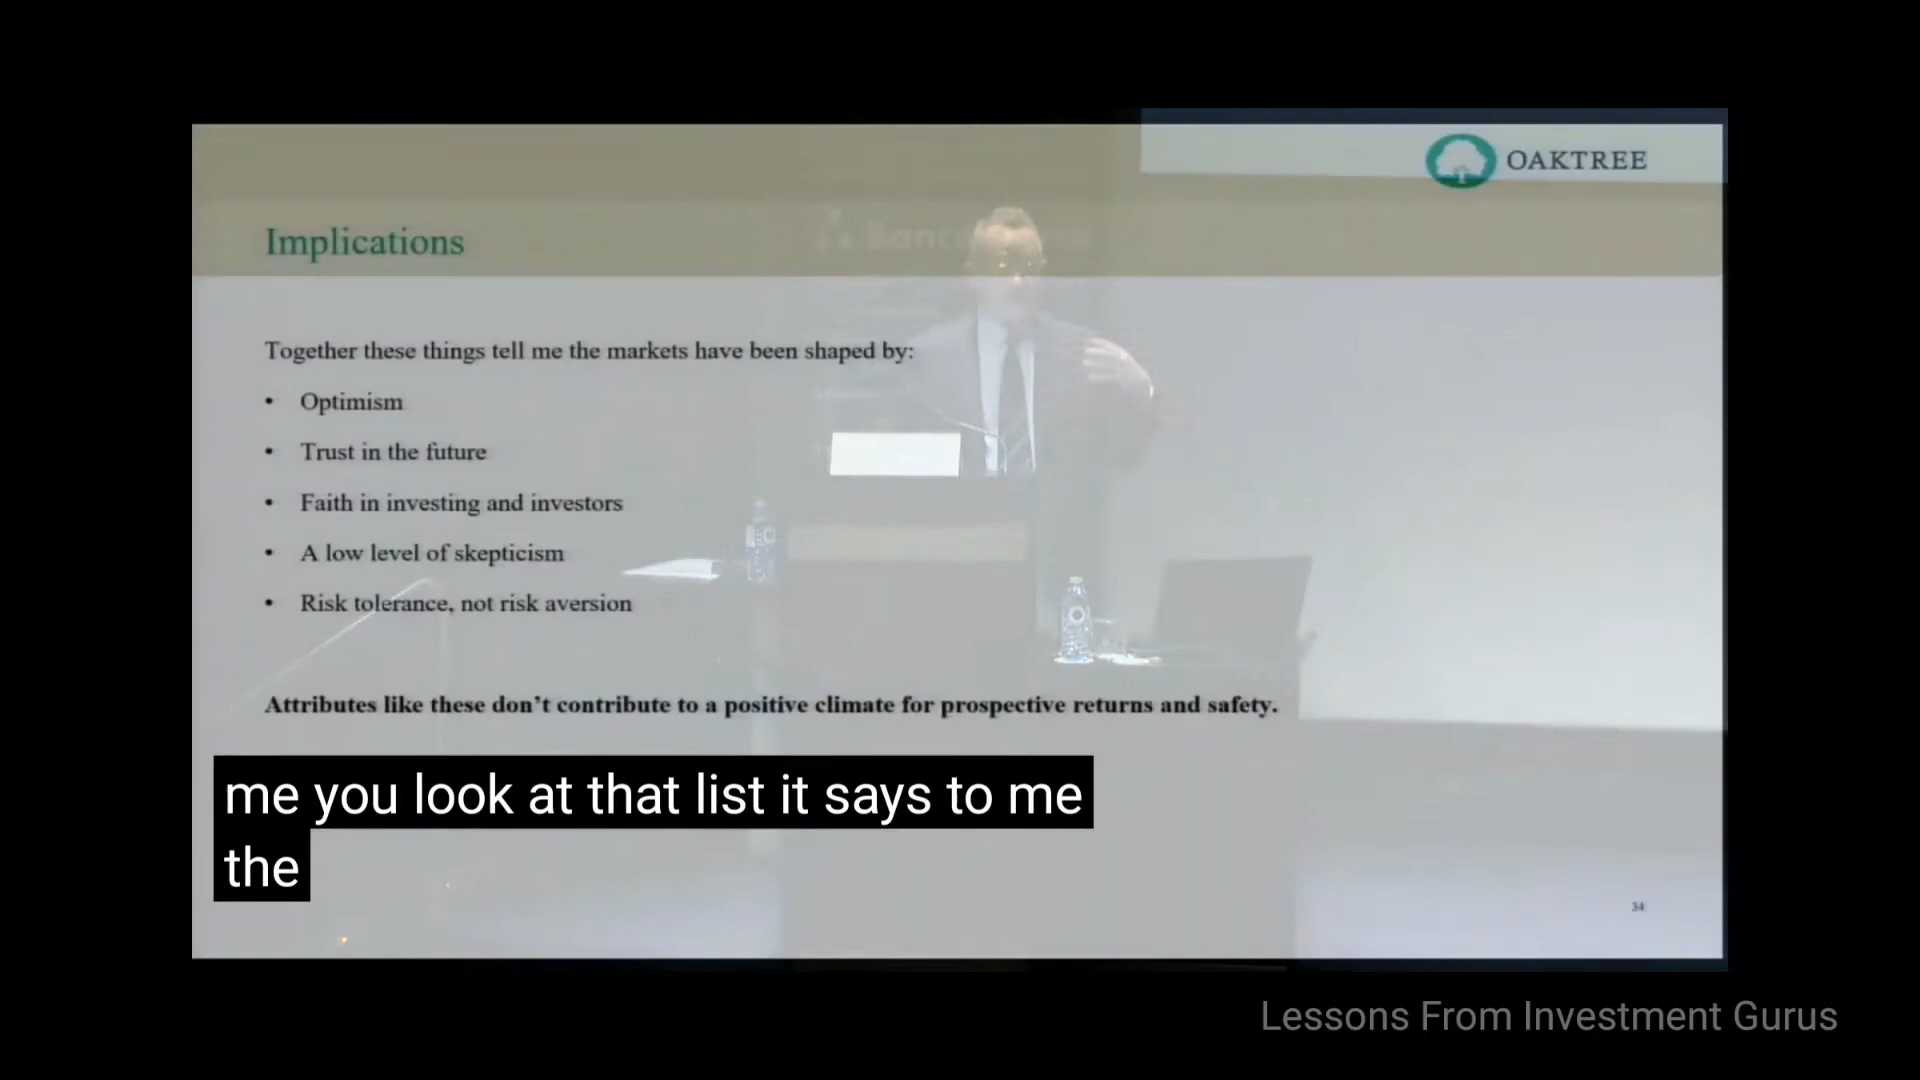 OAKTREE
Implications
Together these things tell me the markets have been shaped by:
• Optimism
• Trust in the future
• Faith in investing and investors
• A low level of skepticism
• Risk tolerance, not risk aversion
Attributes like these don’t contribute to a positive climate for prospective returns and safety.
me you look at that list it says to me
the
34
Lessons From Investment Gurus